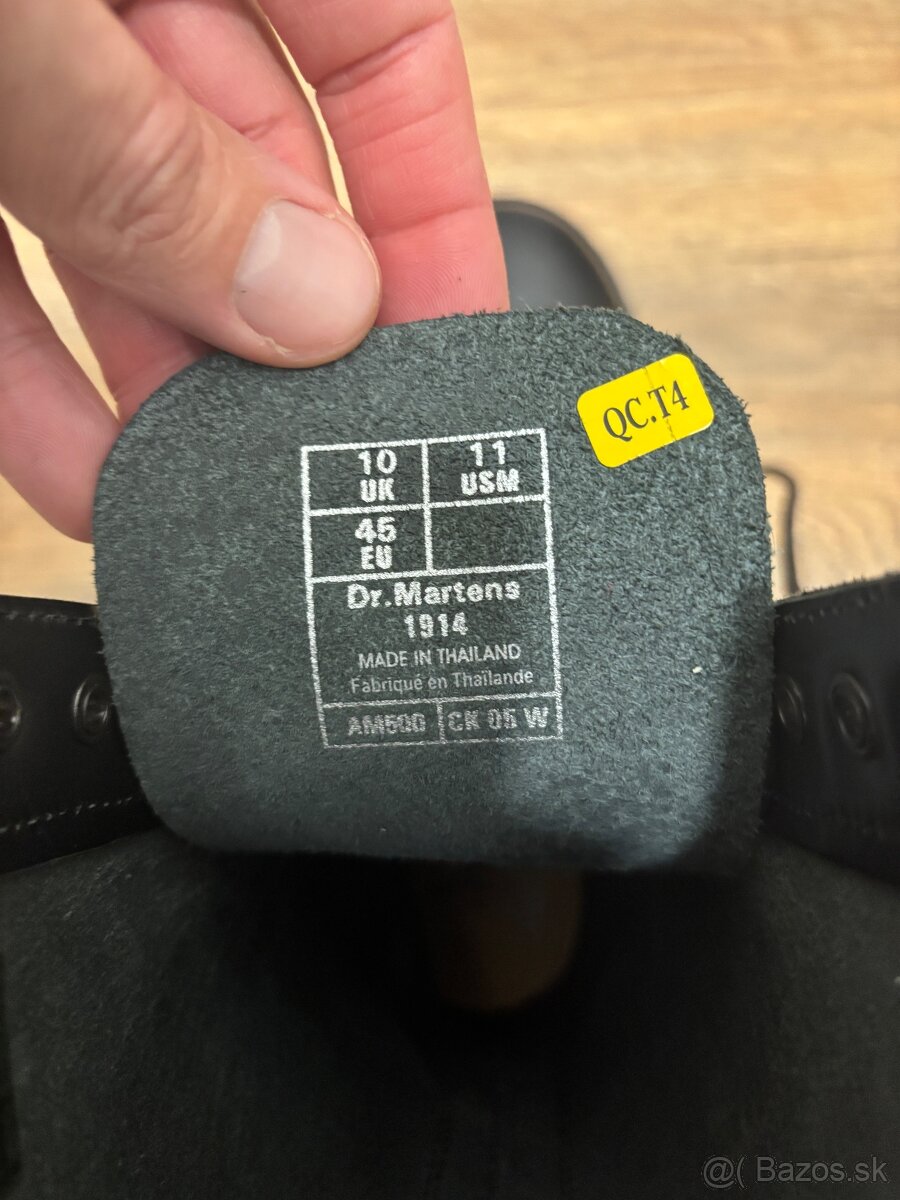 QC.T4
10
UK
11
USM
45
EU
Dr.Martens
1914
MADE IN THAILAND
Fabriqué en Thaïlande
CK 05 W
@( Bazos.sk